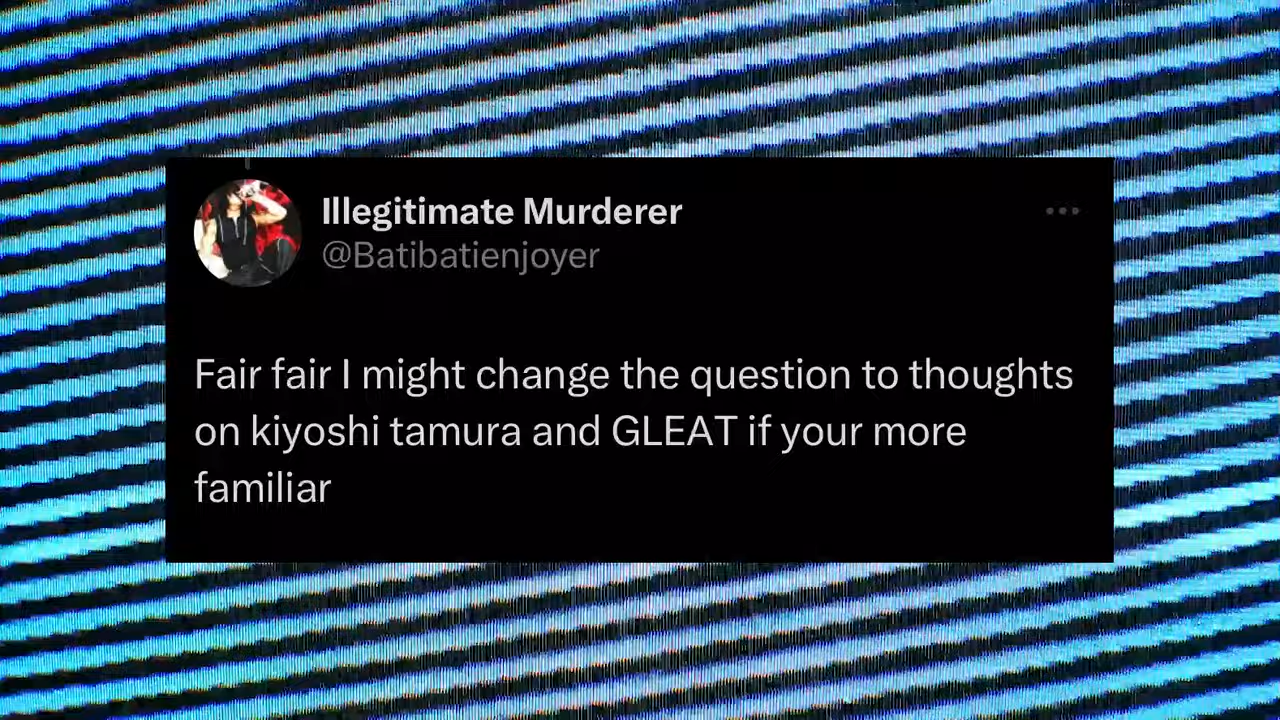 Illegitimate Murderer
@Batibatienjoyer
Fair fair I might change the question to thoughts
on kiyoshi tamura and GLEAT if your more
familiar